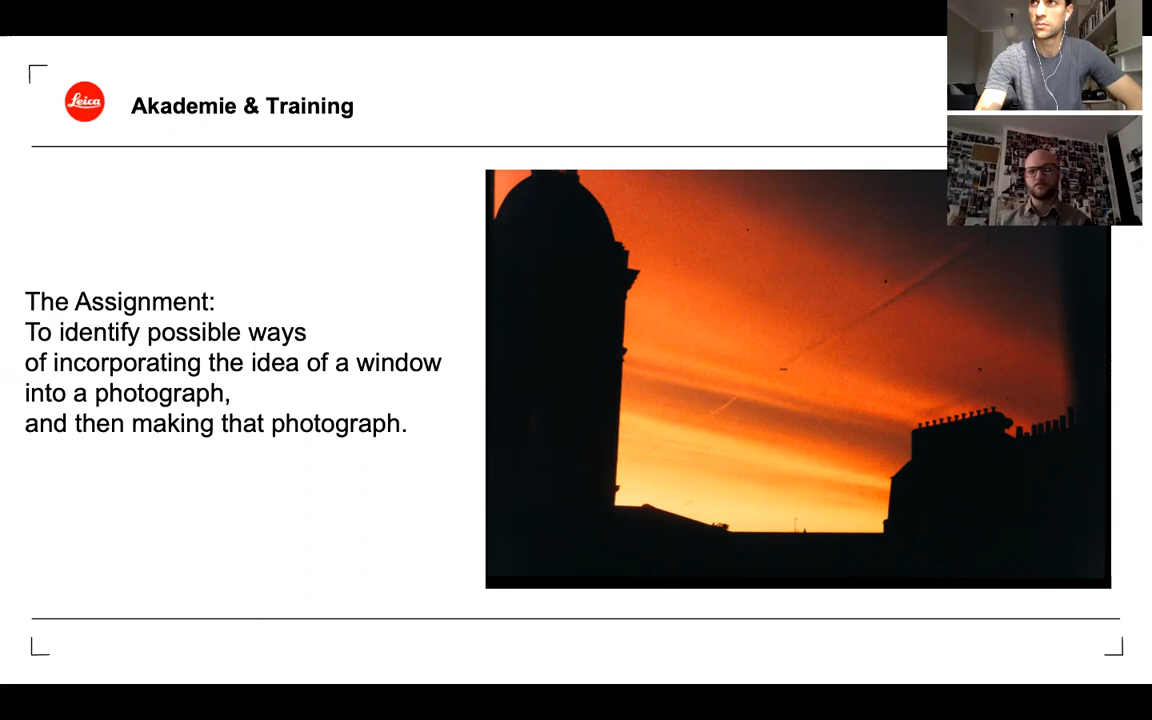 Leica
Akademie & Training
The Assignment:
To identify possible ways
of incorporating the idea of a window
into a photograph,
and then making that photograph.